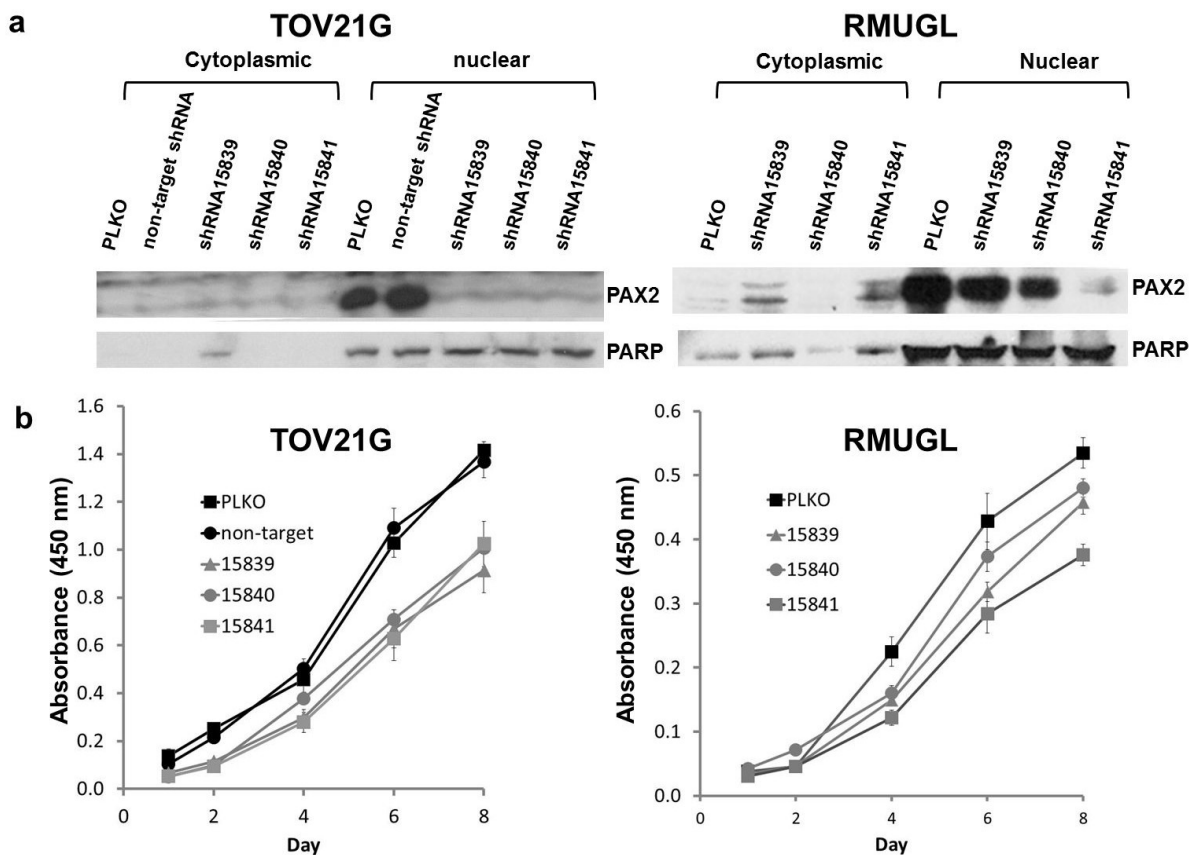 a
TOV21G
RMUGL
Cytoplasmic
nuclear
Cytoplasmic
Nuclear
PLKO
non-target shRNA
shRNA15839
shRNA15840
shRNA15841
PLKO
non-target shRNA
shRNA15839
shRNA15840
shRNA15841
PLKO
shRNA15839
shRNA15840
shRNA15841
PLKO
shRNA15839
shRNA15840
shRNA15841
PAX2
PAX2
PARP
PARP
b
TOV21G
Absorbance (450 nm)
1.6
1.4
1.2
1.0
0.8
0.6
0.4
0.2
0.0
PLKO
non-target
15839
15840
15841
0 2 4 6 8
Day
RMUGL
Absorbance (450 nm)
0.6
0.5
0.4
0.3
0.2
0.1
0.0
PLKO
15839
15840
15841
0 2 4 6 8
Day